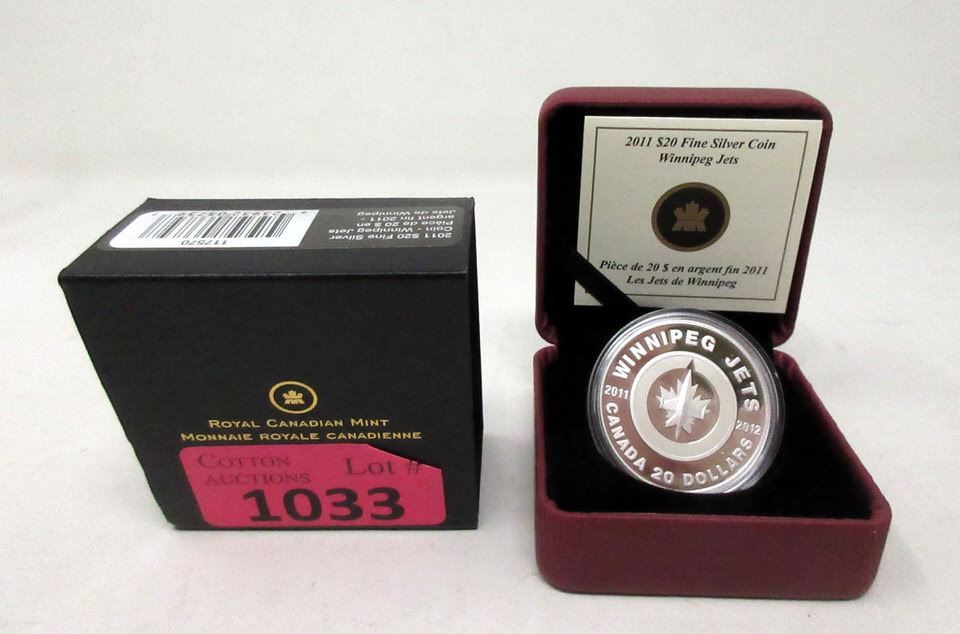 117570
2011 $20 Fine Silver
Coin - Winnipeg Jets
Pièce de 20 $ en
argent fin 2011 -
Jets de Winnipeg
ROYAL CANADIAN MINT
MONNAIE ROYALE CANADIENNE
COTTON
AUCTIONS
Lot #
1033
2011 $20 Fine Silver Coin
Winnipeg Jets
Pièce de 20 $ en argent fin 2011
Les Jets de Winnipeg
WINNIPEG JETS
2011
2012
CANADA 20 DOLLARS